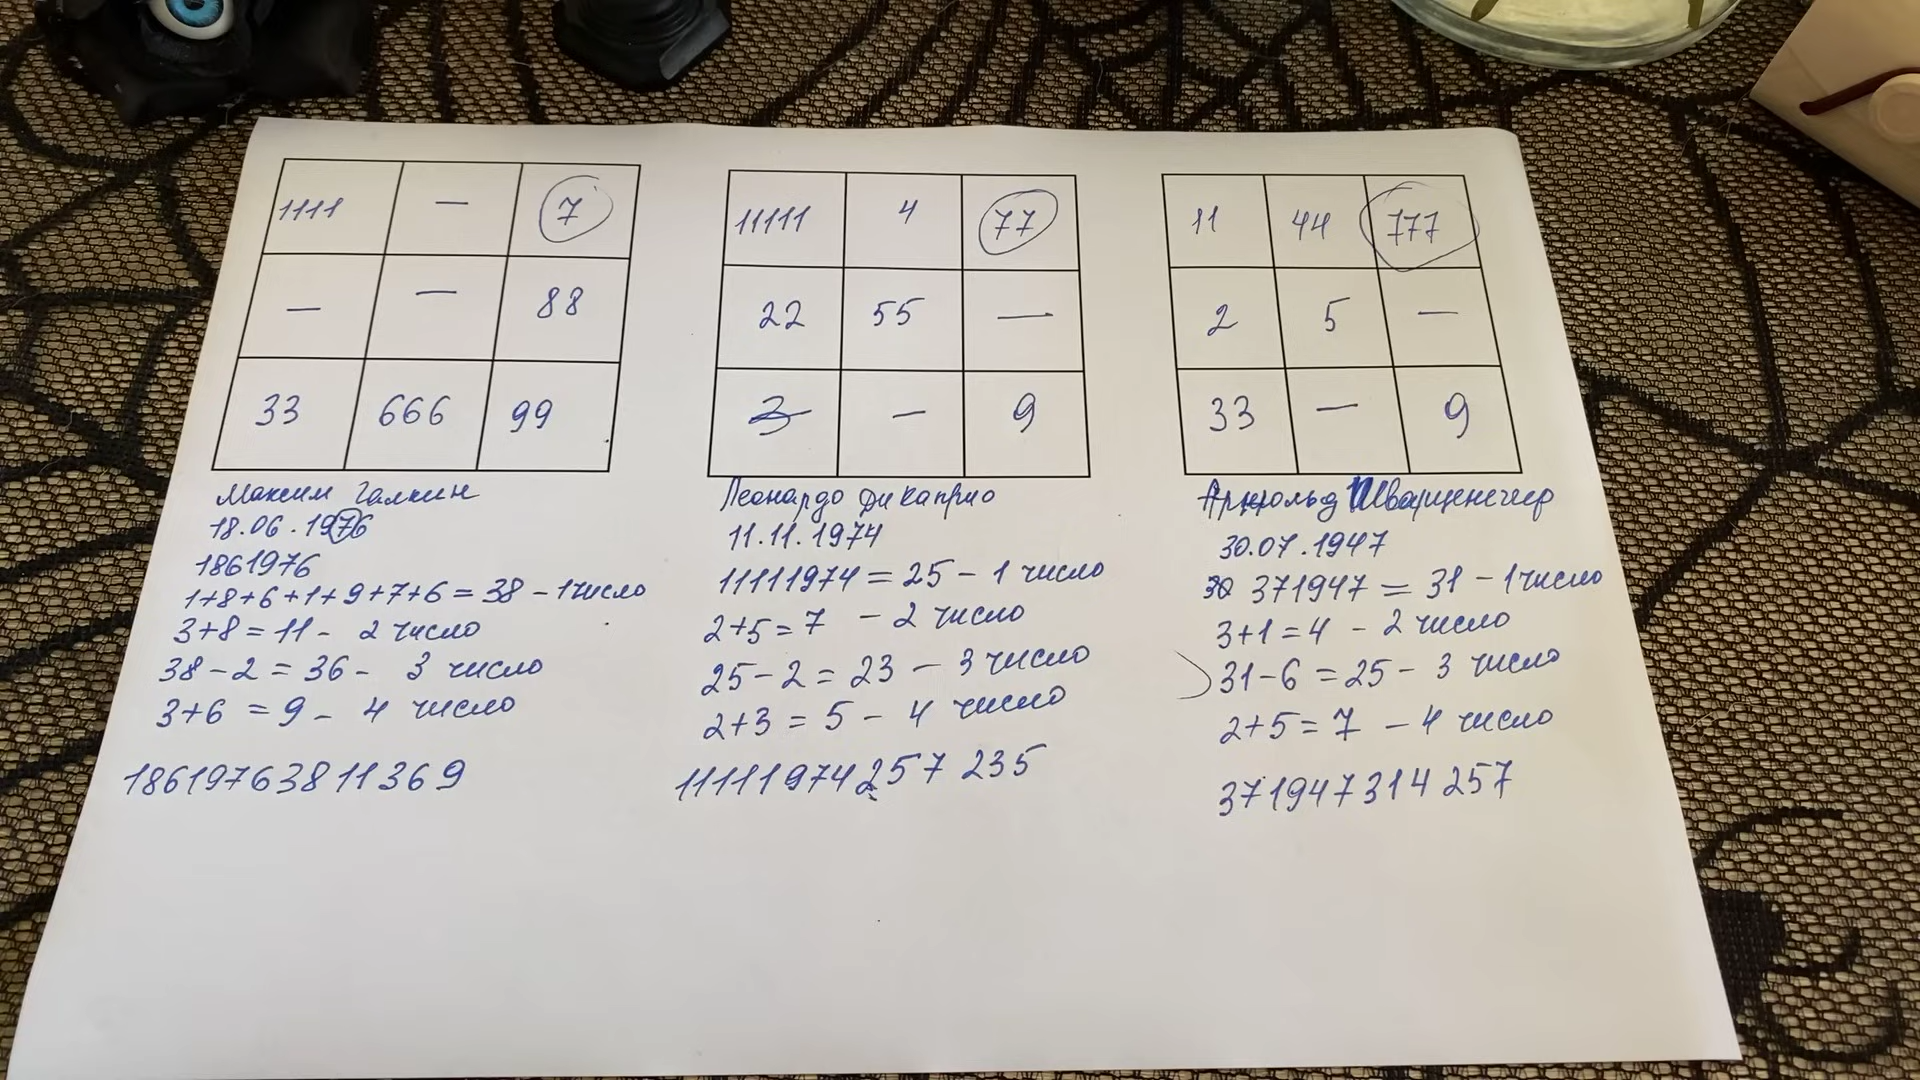 1111 — 7
— — 88
33 666 99
Максим Галкин
18.06.1976
1861976
1+8+6+1+9+7+6=38 – 1 число
3+8=11 – 2 число
38-2=36 – 3 число
3+6=9 – 4 число
18619763811369
11111 4 77
22 55 —
3 — 9
Леонардо Ди Каприо
11.11.1974
11111974=25 – 1 число
2+5=7 – 2 число
25-2=23 – 3 число
2+3=5 – 4 число
11111974257 235
11 44 777
2 5 —
33 — 9
Арнольд Шварценеггер
30.07.1947
30 371947=31 – 1 число
3+1=4 – 2 число
31-6=25 – 3 число
2+5=7 – 4 число
371947314257